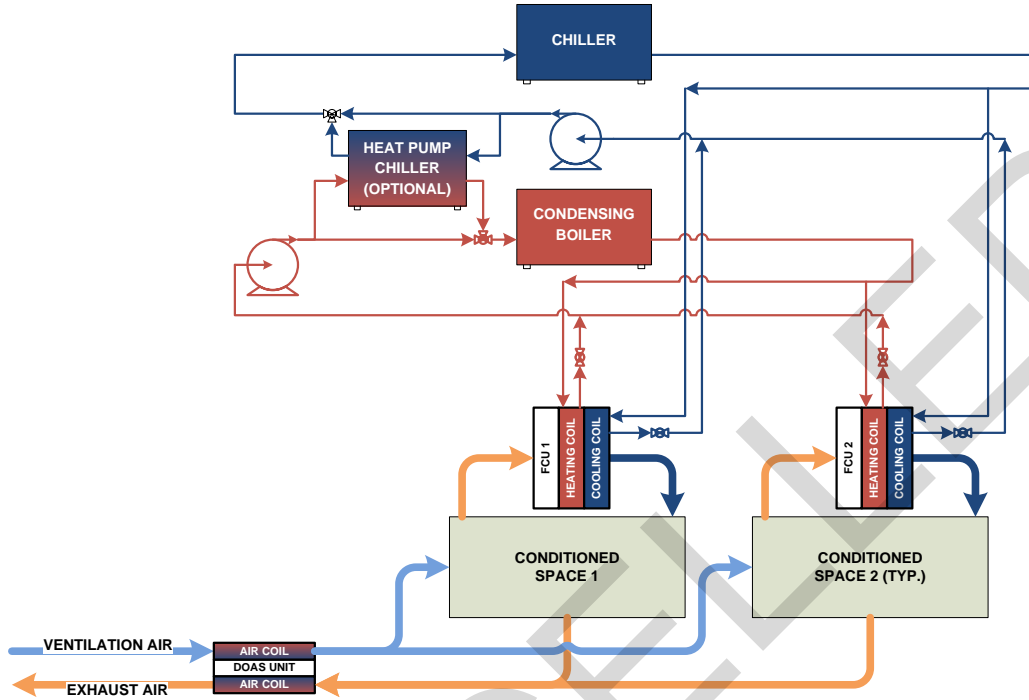 CHILLER
HEAT PUMP
CHILLER
(OPTIONAL)
CONDENSING
BOILER
FCU 1
HEATING COIL
COOLING COIL
FCU 2
HEATING COIL
COOLING COIL
CONDITIONED
SPACE 1
CONDITIONED
SPACE 2 (TYP.)
VENTILATION AIR
AIR COIL
DOAS UNIT
EXHAUST AIR
AIR COIL